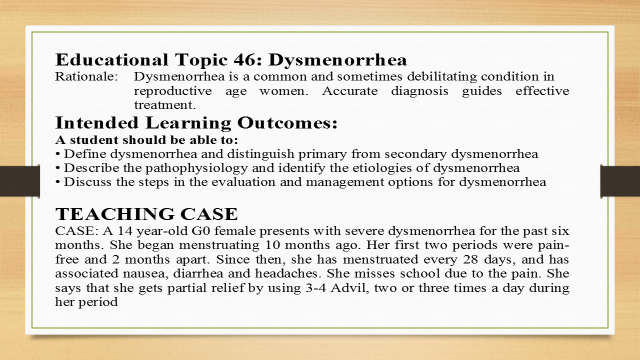 Educational Topic 46: Dysmenorrhea
Rationale: Dysmenorrhea is a common and sometimes debilitating condition in
reproductive age women. Accurate diagnosis guides effective
treatment.
Intended Learning Outcomes:
A student should be able to:
• Define dysmenorrhea and distinguish primary from secondary dysmenorrhea
• Describe the pathophysiology and identify the etiologies of dysmenorrhea
• Discuss the steps in the evaluation and management options for dysmenorrhea
TEACHING CASE
CASE: A 14 year-old G0 female presents with severe dysmenorrhea for the past six
months. She began menstruating 10 months ago. Her first two periods were pain-
free and 2 months apart. Since then, she has menstruated every 28 days, and has
associated nausea, diarrhea and headaches. She misses school due to the pain. She
says that she gets partial relief by using 3-4 Advil, two or three times a day during
her period